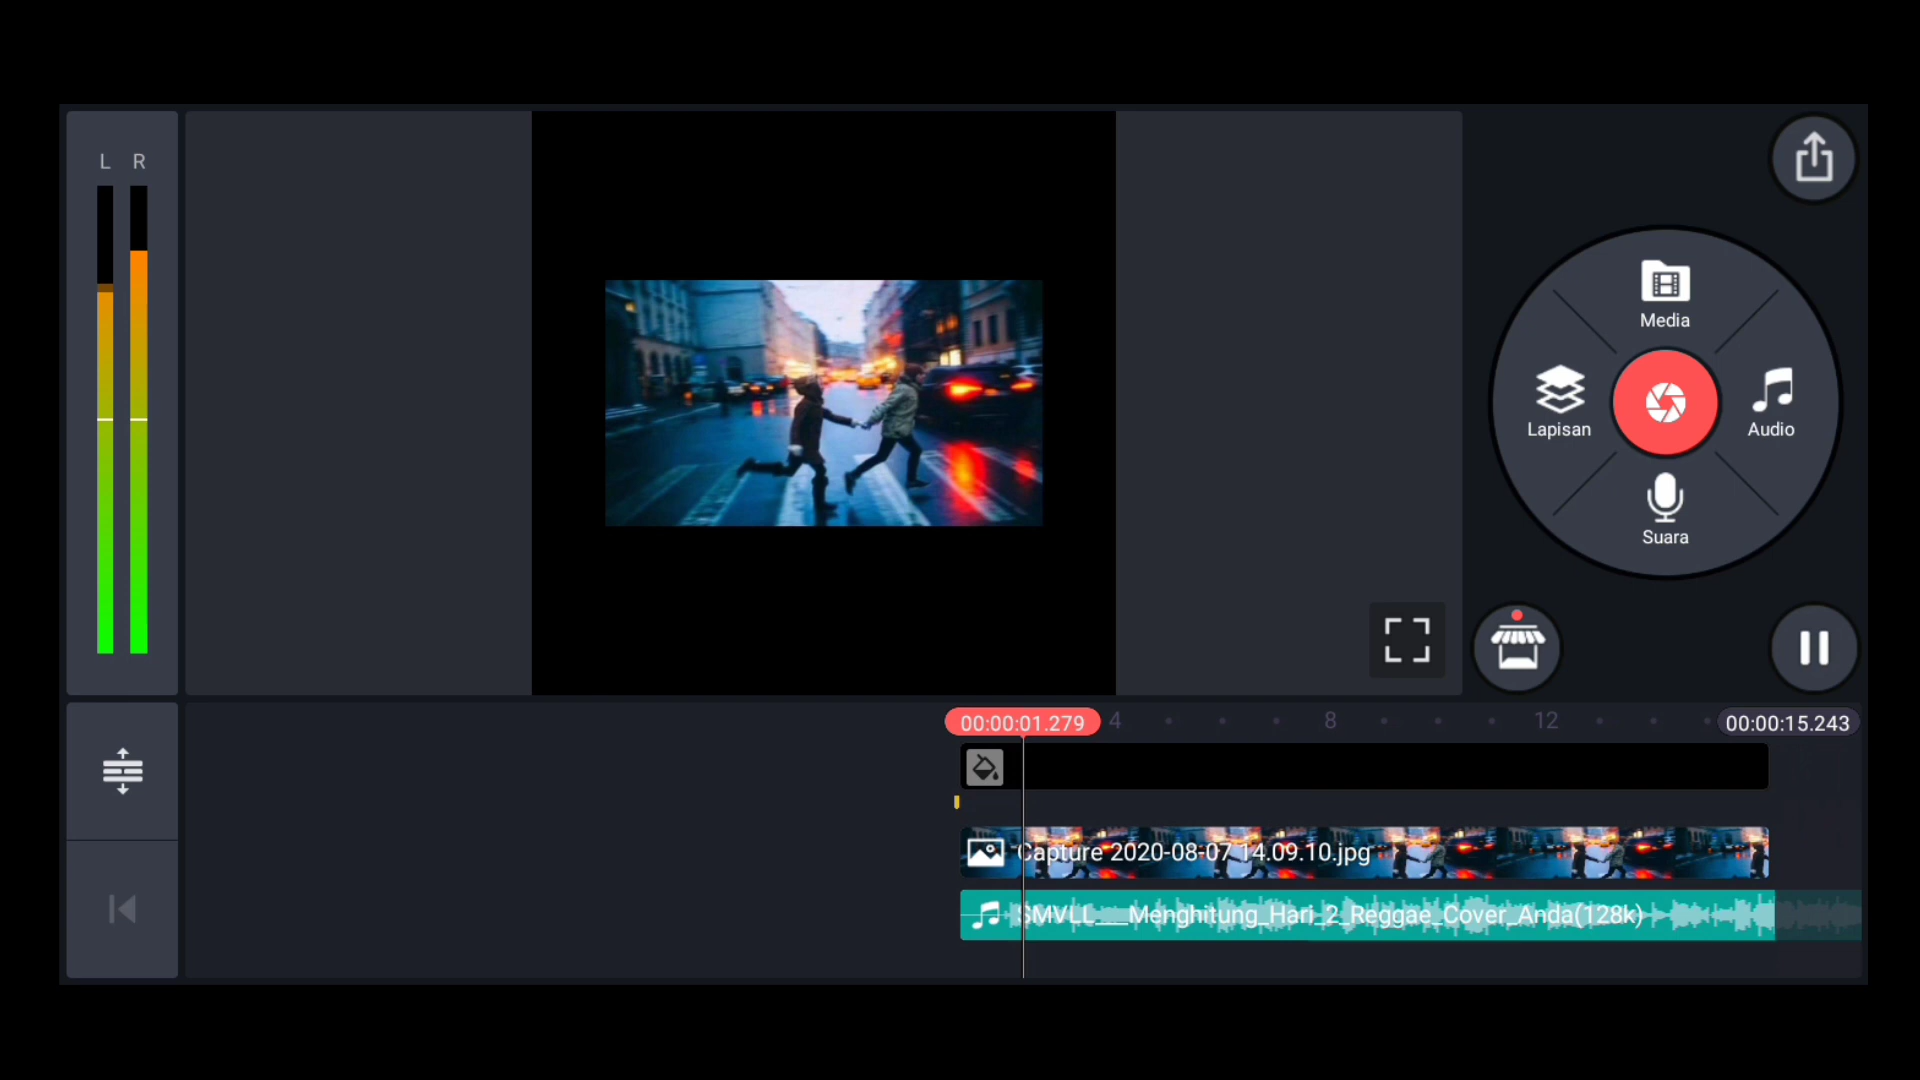 L R
Media
Lapisan
Audio
Suara
00:00:01.279
4
8
12
00:00:15.243
Capture 2020-08-07 14.09.10.jpg
SMVLL___Menghitung_Hari_2_Reggae_Cover_Anda(128k)